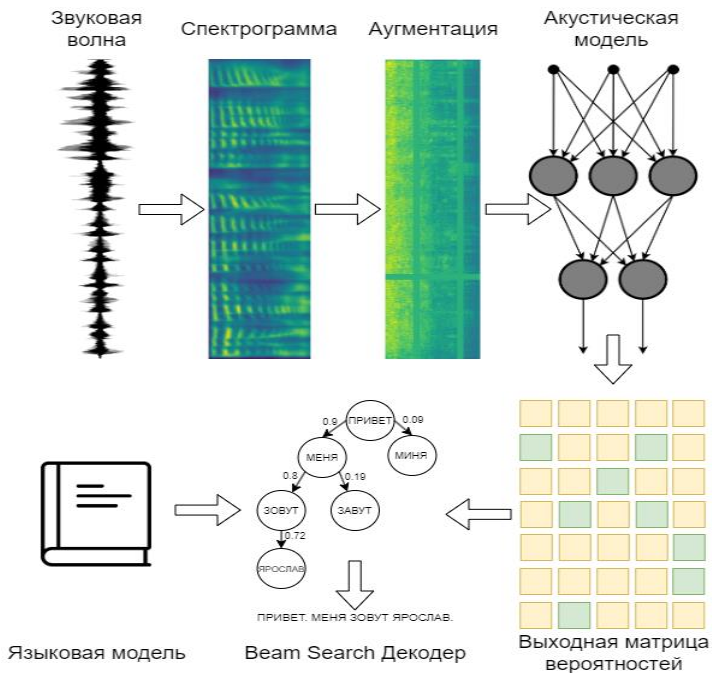 Звуковая
волна
Спектрограмма
Аугментация
Акустическая
модель
ПРИВЕТ
0.9
0.09
МЕНЯ
МИНЯ
0.8
0.19
ЗОВУТ
ЗАВУТ
0.72
ЯРОСЛАВ
ПРИВЕТ. МЕНЯ ЗОВУТ ЯРОСЛАВ.
Языковая модель
Beam Search Декодер
Выходная матрица
вероятностей